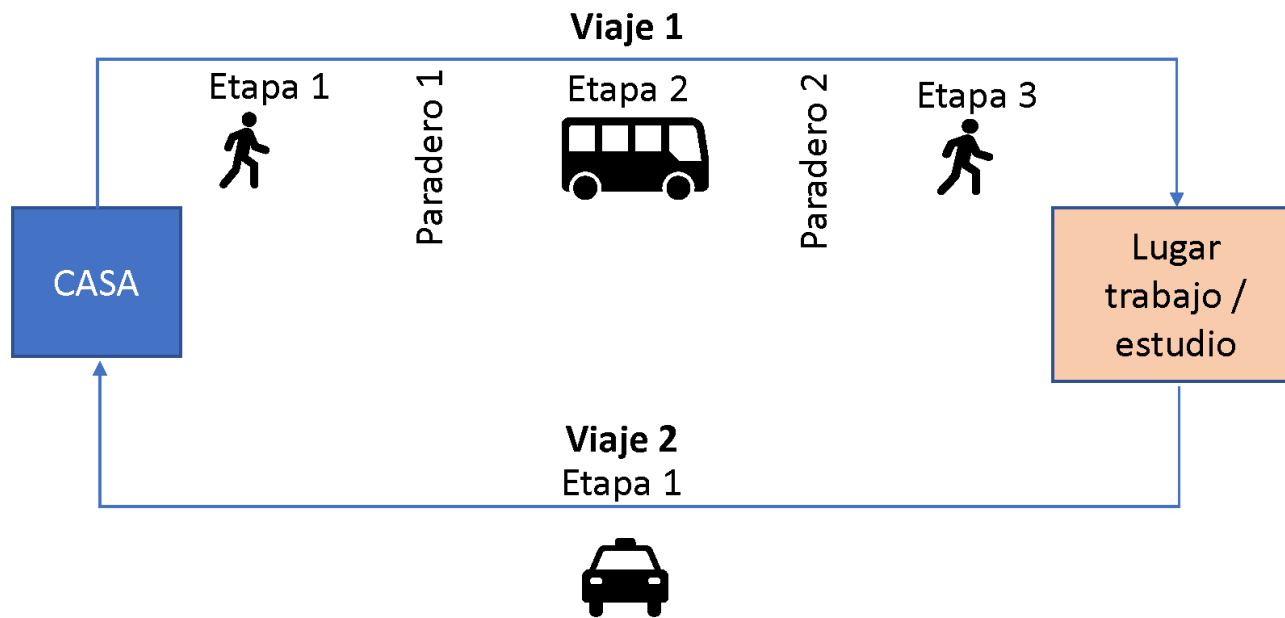 Viaje 1
Etapa 1
Paradero 1
Etapa 2
Paradero 2
Etapa 3
CASA
Lugar
trabajo /
estudio
Viaje 2
Etapa 1